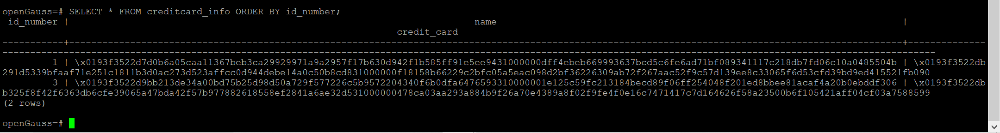 openGauss=# SELECT * FROM creditcard_info ORDER BY id_number;
id_number | name |
credit_card
-----------+------------------------------------------------------------------------------------------------------------------------------------------------------+--------------
------------------------------------------------------------------------------------------------------------------------------------------------------------------------
1 | \x0193f3522d7d0b6a05caa11367beb3ca29929971a9a2957f17b630d942f1b585ff91e5ee9431000000dff4ebeb669993637bcd5c6fe6ad71bf089341117c218db7fd06c10a0485504b | \x0193f3522db
291d5339bfaaf71e251c1811b3d0ac273d523affcc0d944debe14a0c50b8cd831000000f18158b66229c2bfc05a5eac098d2bf36226309ab72f267aac52f9c57d139ee8c33065f6d53cfd39bd9ed415521fb090
3 | \x0193f3522d9bb213de34a00bd75b25d98d50a729f577226c5b9572204340f6b0dfa6476593310000001e125c59fc213184becd89f06ff254048f201ed8bbee81acaf4a20b0ebddf306 | \x0193f3522db
b325f8f42f6363db6cfe39065a47bda42f57b977882618558ef2841a6ae32d531000000478ca03aa293a884b9f26a70e4389a8f02f9fe4f0e16c7471417c7d164626f58a23500b6f105421aff04cf03a7588599
(2 rows)
openGauss=#